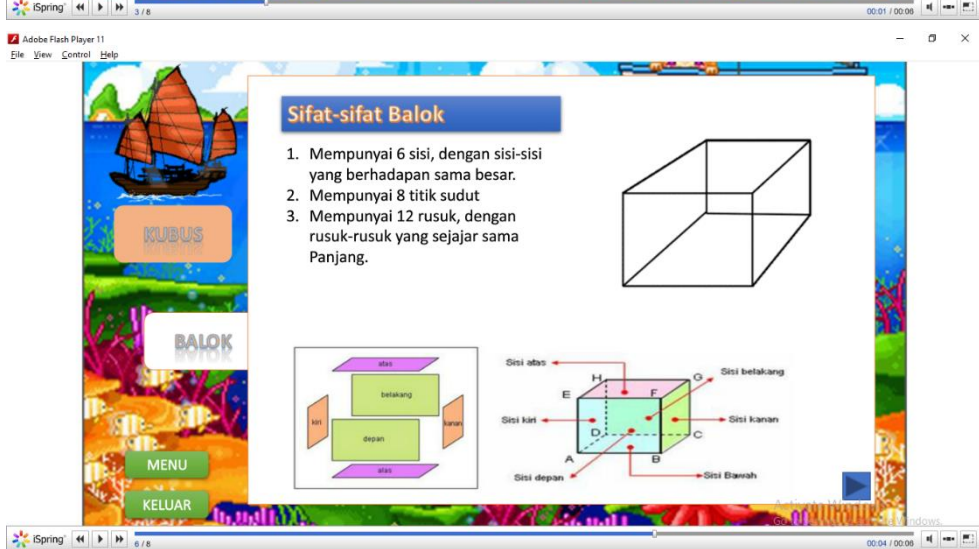 iSpring
3 / 8
00:01 / 00:06
Adobe Flash Player 11
File View Control Help
Sifat-sifat Balok
1. Mempunyai 6 sisi, dengan sisi-sisi
yang berhadapan sama besar.
2. Mempunyai 8 titik sudut
3. Mempunyai 12 rusuk, dengan
rusuk-rusuk yang sejajar sama
Panjang.
KUBUS
BALOK
MENU
KELUAR
atas
belakang
kiri
kanan
depan
atas
Sisi atas
H
G
Sisi belakang
E
F
Sisi kiri
Sisi kanan
D
C
A
B
Sisi depan
Sisi Bawah
iSpring
6 / 8
00:04 / 00:06